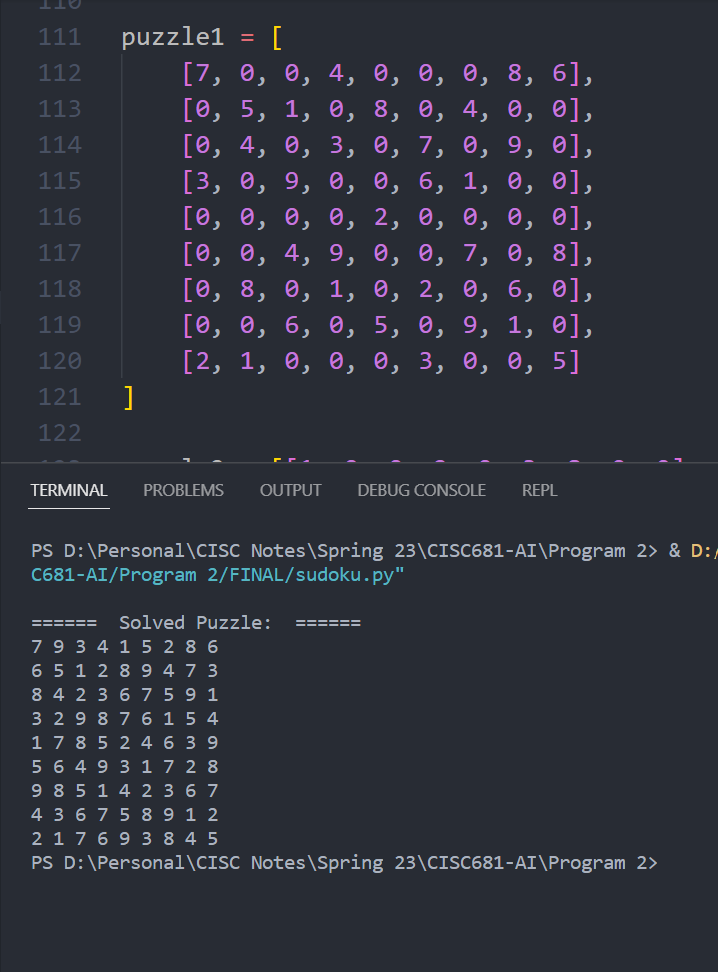 110
111 puzzle1 = [
112 [7, 0, 0, 4, 0, 0, 0, 8, 6],
113 [0, 5, 1, 0, 8, 0, 4, 0, 0],
114 [0, 4, 0, 3, 0, 7, 0, 9, 0],
115 [3, 0, 9, 0, 0, 6, 1, 0, 0],
116 [0, 0, 0, 0, 2, 0, 0, 0, 0],
117 [0, 0, 4, 9, 0, 0, 7, 0, 8],
118 [0, 8, 0, 1, 0, 2, 0, 6, 0],
119 [0, 0, 6, 0, 5, 0, 9, 1, 0],
120 [2, 1, 0, 0, 0, 3, 0, 0, 5]
121 ]
122
TERMINAL PROBLEMS OUTPUT DEBUG CONSOLE REPL
PS D:\Personal\CISC Notes\Spring 23\CISC681-AI\Program 2> & D:/
C681-AI/Program 2/FINAL/sudoku.py"
====== Solved Puzzle: ======
7 9 3 4 1 5 2 8 6
6 5 1 2 8 9 4 7 3
8 4 2 3 6 7 5 9 1
3 2 9 8 7 6 1 5 4
1 7 8 5 2 4 6 3 9
5 6 4 9 3 1 7 2 8
9 8 5 1 4 2 3 6 7
4 3 6 7 5 8 9 1 2
2 1 7 6 9 3 8 4 5
PS D:\Personal\CISC Notes\Spring 23\CISC681-AI\Program 2>